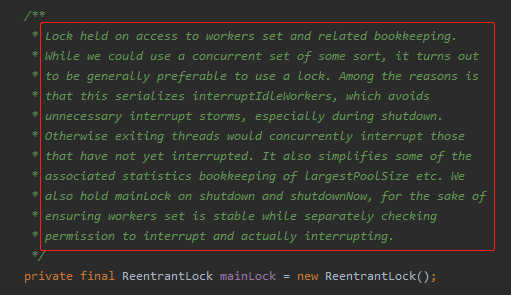 /**
* Lock held on access to workers set and related bookkeeping.
* While we could use a concurrent set of some sort, it turns out
* to be generally preferable to use a lock. Among the reasons is
* that this serializes interruptIdleWorkers, which avoids
* unnecessary interrupt storms, especially during shutdown.
* Otherwise exiting threads would concurrently interrupt those
* that have not yet interrupted. It also simplifies some of the
* associated statistics bookkeeping of largestPoolSize etc. We
* also hold mainLock on shutdown and shutdownNow, for the sake of
* ensuring workers set is stable while separately checking
* permission to interrupt and actually interrupting.
*/
private final ReentrantLock mainLock = new ReentrantLock();